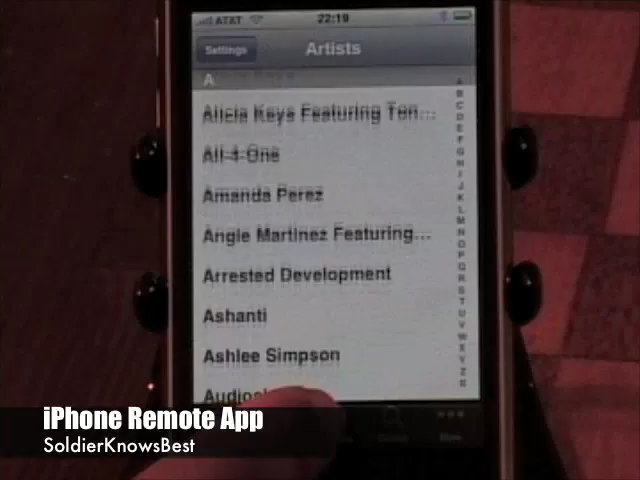 AT&T 22:19
Settings Artists
A
Alicia Keys Featuring Ton...
All-4-One
Amanda Perez
Angie Martinez Featuring...
Arrested Development
Ashanti
Ashlee Simpson
A
B
C
D
E
F
G
H
I
J
K
L
M
N
O
P
Q
R
S
T
U
V
W
X
Y
Z
#
More
iPhone Remote App
SoldierKnowsBest